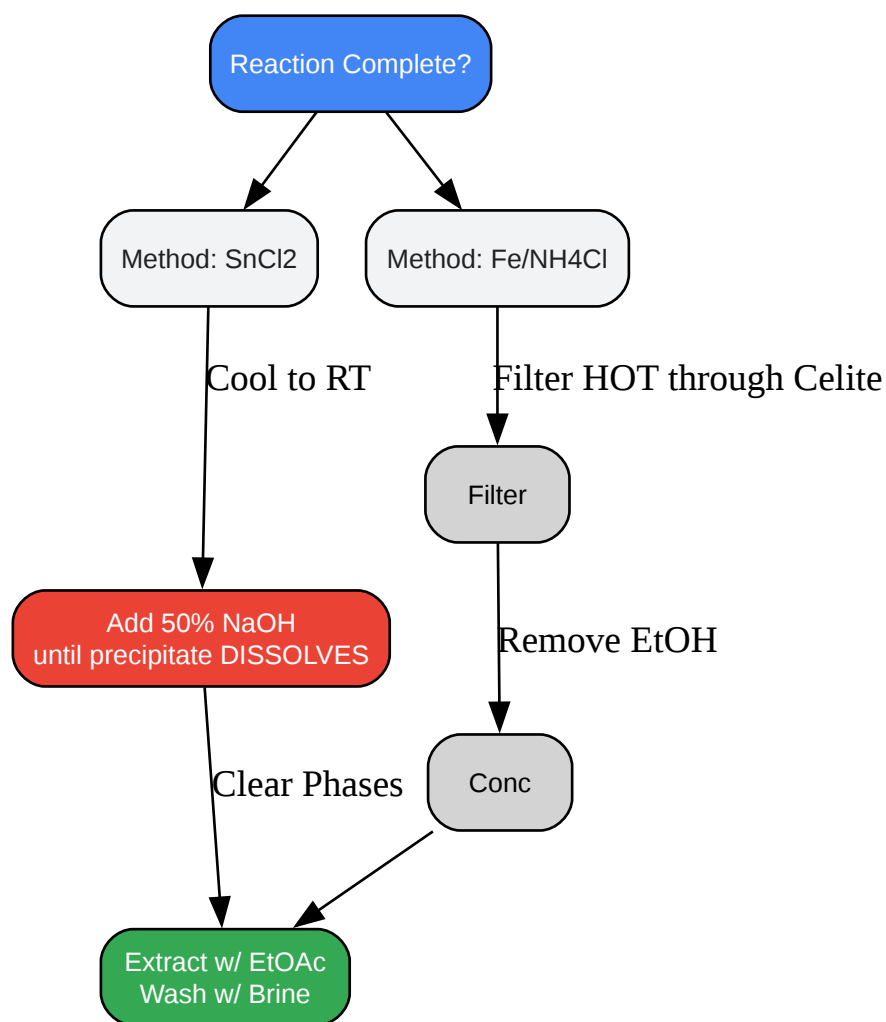 Reaction Complete?
Method: SnCl2
Method: Fe/NH4Cl
Cool to RT
Filter HOT through Celite
Filter
Add 50% NaOH
until precipitate DISSOLVES
Remove EtOH
Clear Phases
Conc
Extract w/ EtOAc
Wash w/ Brine